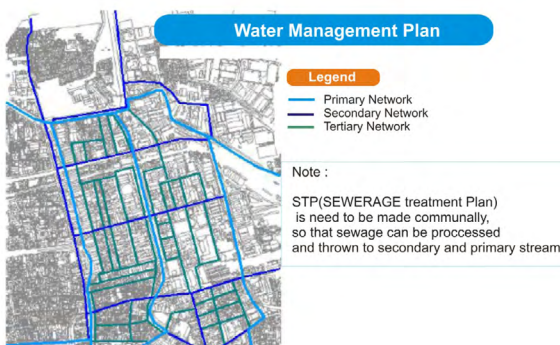 Water Management Plan
Legend
Primary Network
Secondary Network
Tertiary Network
Note :
STP(SEWERAGE treatment Plan)
is need to be made communally,
so that sewage can be proccessed
and thrown to secondary and primary stream